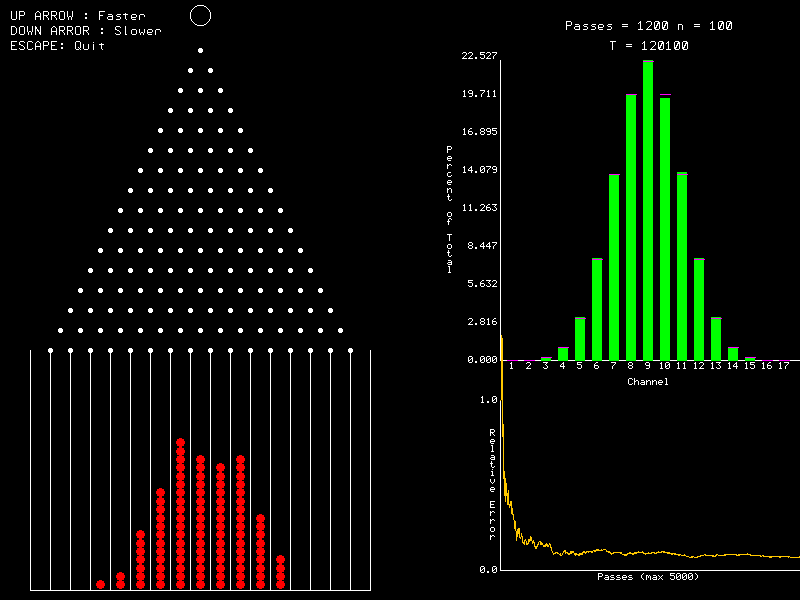 UP ARROW : Faster
DOWN ARROR : Slower
ESCAPE: Quit
Passes = 1200 n = 100
T = 120100
22.527
19.711
16.895
14.079
11.263
8.447
5.632
2.816
0.000
Percent of Total
1 2 3 4 5 6 7 8 9 10 11 12 13 14 15 16 17
Channel
1.0
Relative Error
0.0
Passes (max 5000)